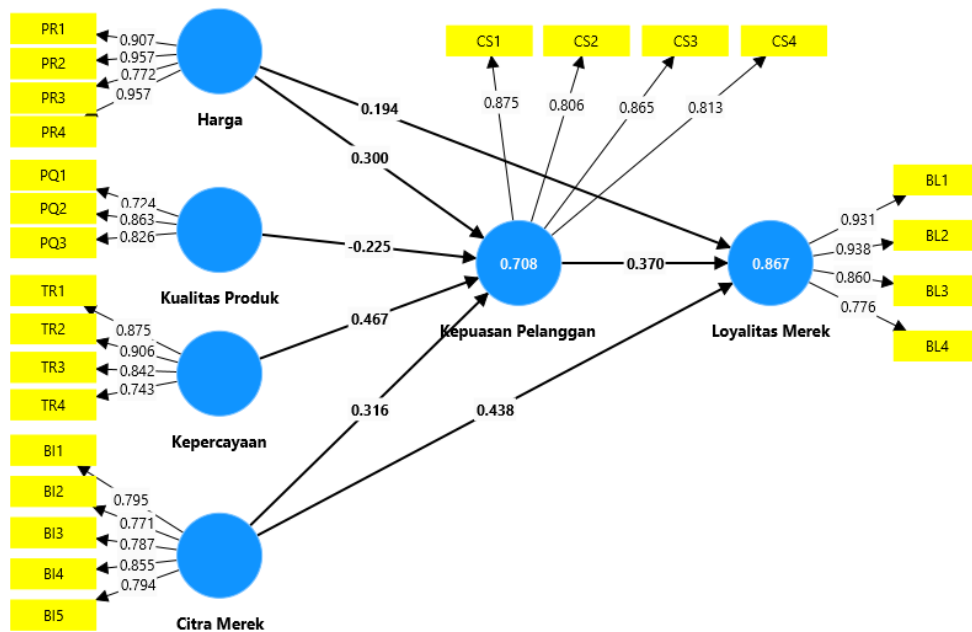 PR1
PR2
PR3
PR4
0.907
0.957
0.772
0.957
Harga
CS1
CS2
CS3
CS4
0.875
0.806
0.865
0.813
0.194
0.300
PQ1
PQ2
PQ3
0.724
0.863
0.826
Kualitas Produk
-0.225
0.708
Kepuasan Pelanggan
0.370
0.867
Loyalitas Merek
BL1
BL2
BL3
BL4
0.931
0.938
0.860
0.776
TR1
TR2
TR3
TR4
0.875
0.906
0.842
0.743
Kepercayaan
0.467
0.316
0.438
BI1
BI2
BI3
BI4
BI5
0.795
0.771
0.787
0.855
0.794
Citra Merek